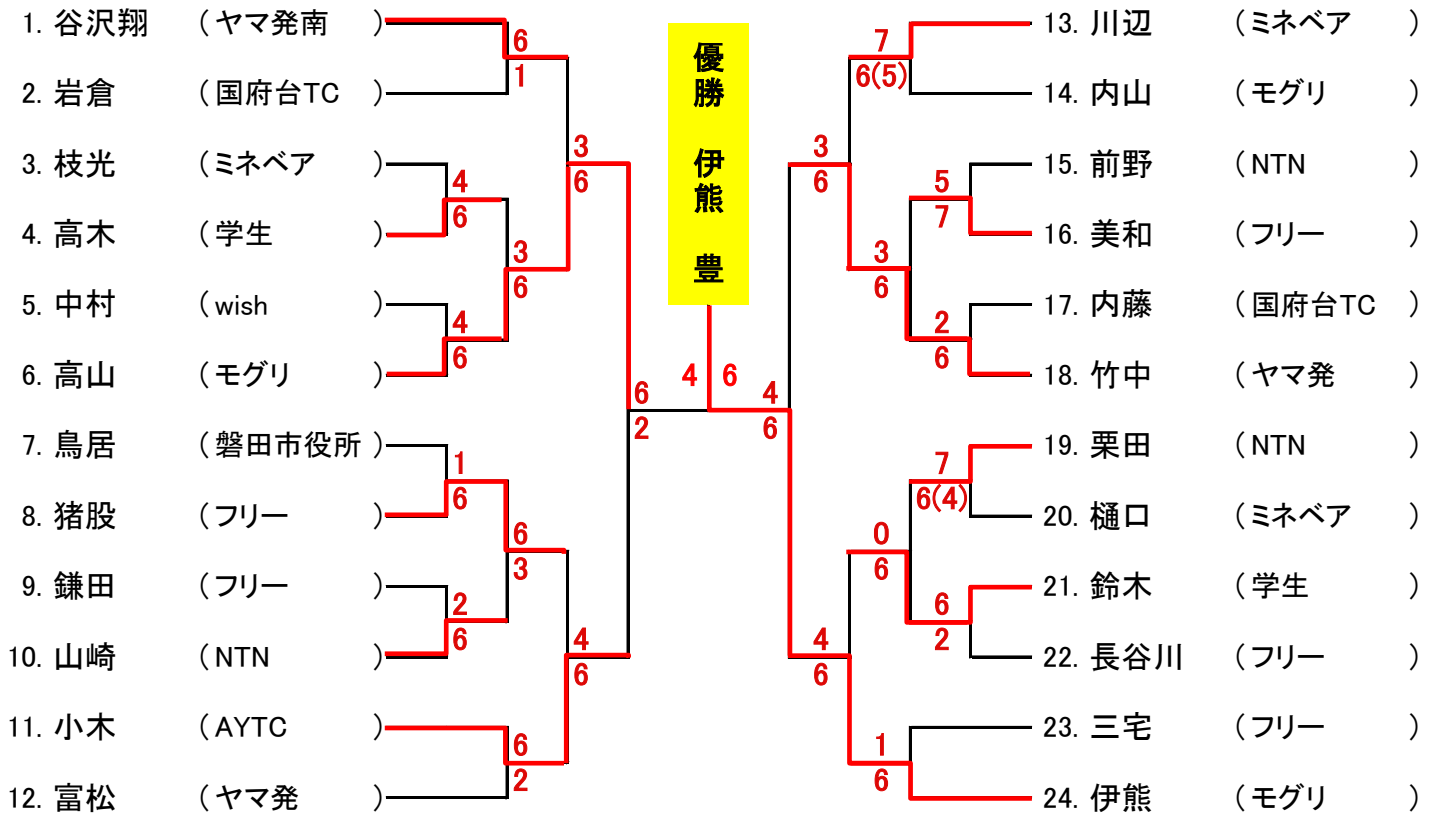 1. 谷沢翔 (ヤマ発南 )
6
1
2. 岩倉 (国府台TC )
3
6
3. 枝光 (ミネベア )
4
6
4. 高木 (学生 )
3
6
5. 中村 (wish )
4
6
6. 高山 (モグリ )
6
2
7. 鳥居 (磐田市役所 )
1
6
8. 猪股 (フリー )
6
3
9. 鎌田 (フリー )
2
6
10. 山崎 (NTN )
4
6
11. 小木 (AYTC )
6
2
12. 富松 (ヤマ発 )
優勝 伊熊 豊
4 6
13. 川辺 (ミネベア )
7
6(5)
14. 内山 (モグリ )
3
6
15. 前野 (NTN )
5
7
16. 美和 (フリー )
3
6
17. 内藤 (国府台TC )
2
6
18. 竹中 (ヤマ発 )
4
6
19. 栗田 (NTN )
7
6(4)
20. 樋口 (ミネベア )
0
6
21. 鈴木 (学生 )
6
2
22. 長谷川 (フリー )
4
6
23. 三宅 (フリー )
1
6
24. 伊熊 (モグリ )